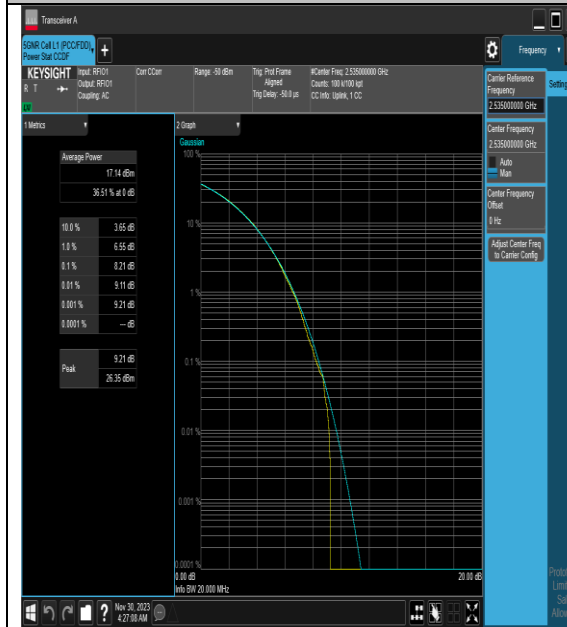 Transceiver A
5GNR Cell L1 (PCC/FDD)
Power Stat CCDF
Frequency
KEYSIGHT
R T
Input: RFIO1
Output: RFIO1
Coupling: AC
Corr CCorr
Range: -50 dBm
Trig: Prot Frame
Aligned
Trig Delay: -50.0 µs
#Center Freq: 2.535000000 GHz
Counts: 100 k/100 kpt
CC Info: Uplink, 1 CC
1 Metrics
Average Power
17.14 dBm
36.51 % at 0 dB
10.0 % 3.65 dB
1.0 % 6.55 dB
0.1 % 8.21 dB
0.01 % 9.11 dB
0.001 % 9.21 dB
0.0001 % --- dB
Peak
9.21 dB
26.35 dBm
2 Graph
Gaussian
100 %
10 %
1 %
0.1 %
0.01 %
0.001 %
0.0001 %
0.00 dB
20.00 dB
Info BW 20.000 MHz
Carrier Reference
Frequency
2.535000000 GHz
Center Frequency
2.535000000 GHz
Auto
Man
Center Frequency
Offset
0 Hz
Adjust Center Freq
to Carrier Config
Nov 30, 2023
4:27:08 AM